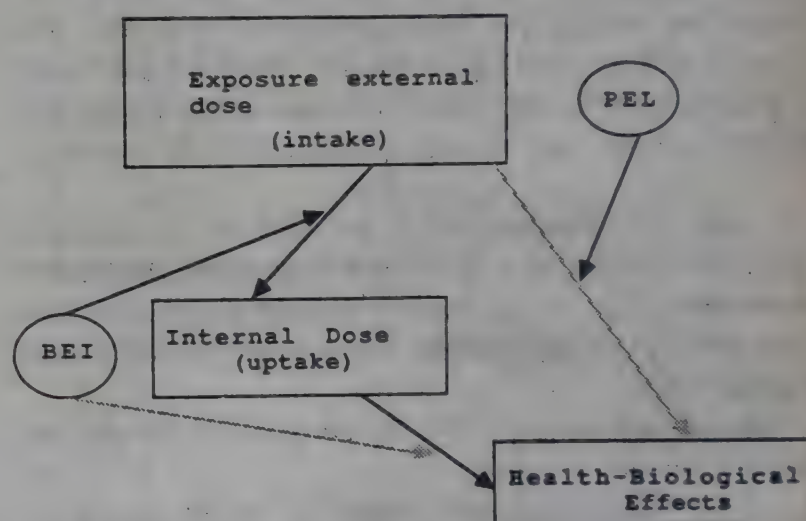 Exposure external
dose
(intake)
PEL
BEI
Internal Dose
(uptake)
Health-Biological
Effects